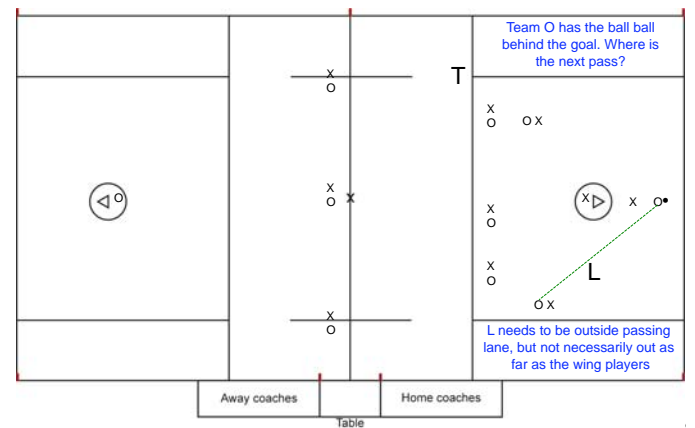 Team O has the ball ball
behind the goal. Where is
the next pass?
T
X
O
X
O
O X
X
O
O
X
X
O
X
X
O
X
O
L
X
O
O X
X
O
L needs to be outside passing
lane, but not necessarily out as
far as the wing players
Away coaches
Home coaches
Table